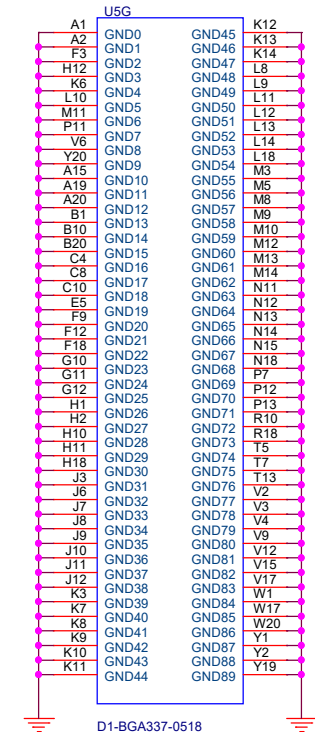 U5G
A1 GND0 GND45 K12
A2 GND1 GND46 K13
F3 GND2 GND47 K14
H12 GND3 GND48 L8
K6 GND4 GND49 L9
L10 GND5 GND50 L11
M11 GND6 GND51 L12
P11 GND7 GND52 L13
V6 GND8 GND53 L14
Y20 GND9 GND54 L18
A15 GND10 GND55 M3
A19 GND11 GND56 M5
A20 GND12 GND57 M8
B1 GND13 GND58 M9
B10 GND14 GND59 M10
B20 GND15 GND60 M12
C4 GND16 GND61 M13
C8 GND17 GND62 M14
C10 GND18 GND63 N11
E5 GND19 GND64 N12
F9 GND20 GND65 N13
F12 GND21 GND66 N14
F18 GND22 GND67 N15
G10 GND23 GND68 N18
G11 GND24 GND69 P7
G12 GND25 GND70 P12
H1 GND26 GND71 P13
H2 GND27 GND72 R10
H10 GND28 GND73 R18
H11 GND29 GND74 T5
H18 GND30 GND75 T7
J3 GND31 GND76 T13
J6 GND32 GND77 V2
J7 GND33 GND78 V3
J8 GND34 GND79 V4
J9 GND35 GND80 V9
J10 GND36 GND81 V12
J11 GND37 GND82 V15
J12 GND38 GND83 V17
K3 GND39 GND84 W1
K7 GND40 GND85 W17
K8 GND41 GND86 W20
K9 GND42 GND87 Y1
K10 GND43 GND88 Y2
K11 GND44 GND89 Y19
D1-BGA337-0518